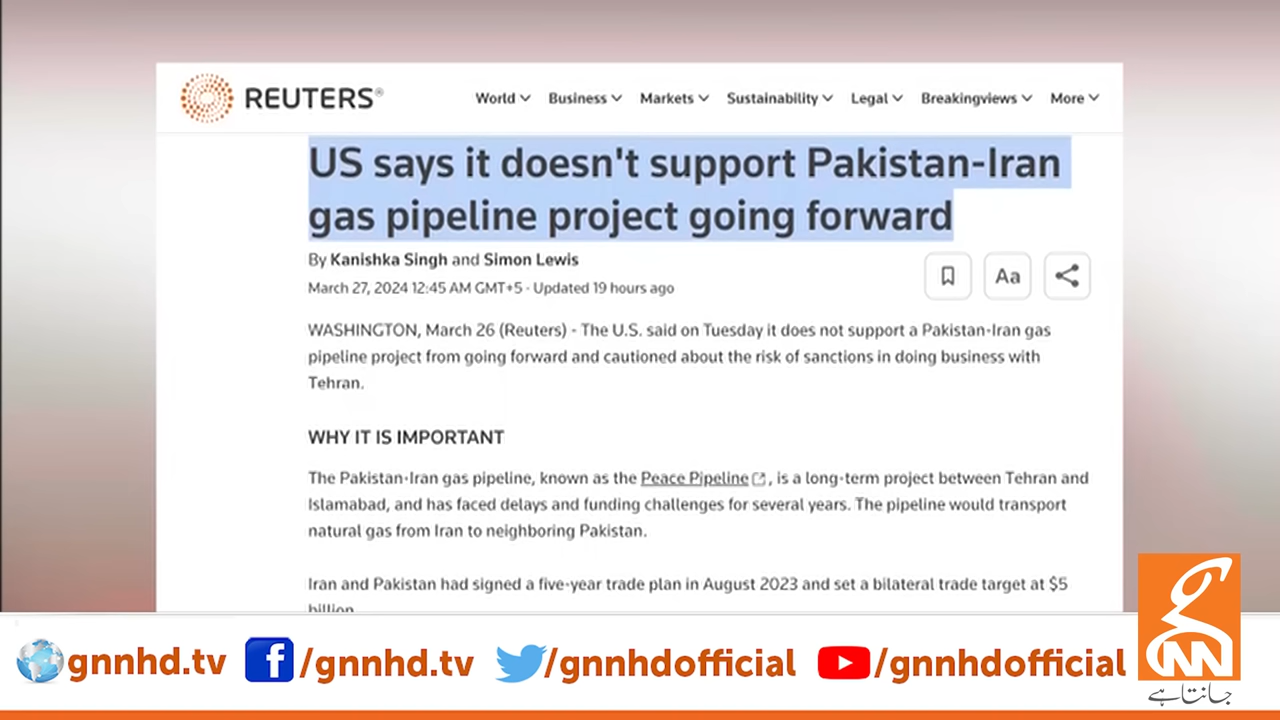 REUTERS®
World Business Markets Sustainability Legal Breakingviews More
US says it doesn't support Pakistan-Iran
gas pipeline project going forward
By Kanishka Singh and Simon Lewis
March 27, 2024 12:45 AM GMT+5 · Updated 19 hours ago
Aa
WASHINGTON, March 26 (Reuters) - The U.S. said on Tuesday it does not support a Pakistan-Iran gas
pipeline project from going forward and cautioned about the risk of sanctions in doing business with
Tehran.
WHY IT IS IMPORTANT
The Pakistan-Iran gas pipeline, known as the Peace Pipeline, is a long-term project between Tehran and
Islamabad, and has faced delays and funding challenges for several years. The pipeline would transport
natural gas from Iran to neighboring Pakistan.
Iran and Pakistan had signed a five-year trade plan in August 2023 and set a bilateral trade target at $5
billion.
gnnhd.tv /gnnhd.tv /gnnhdofficial /gnnhdofficial
GNN
جانتا ہے